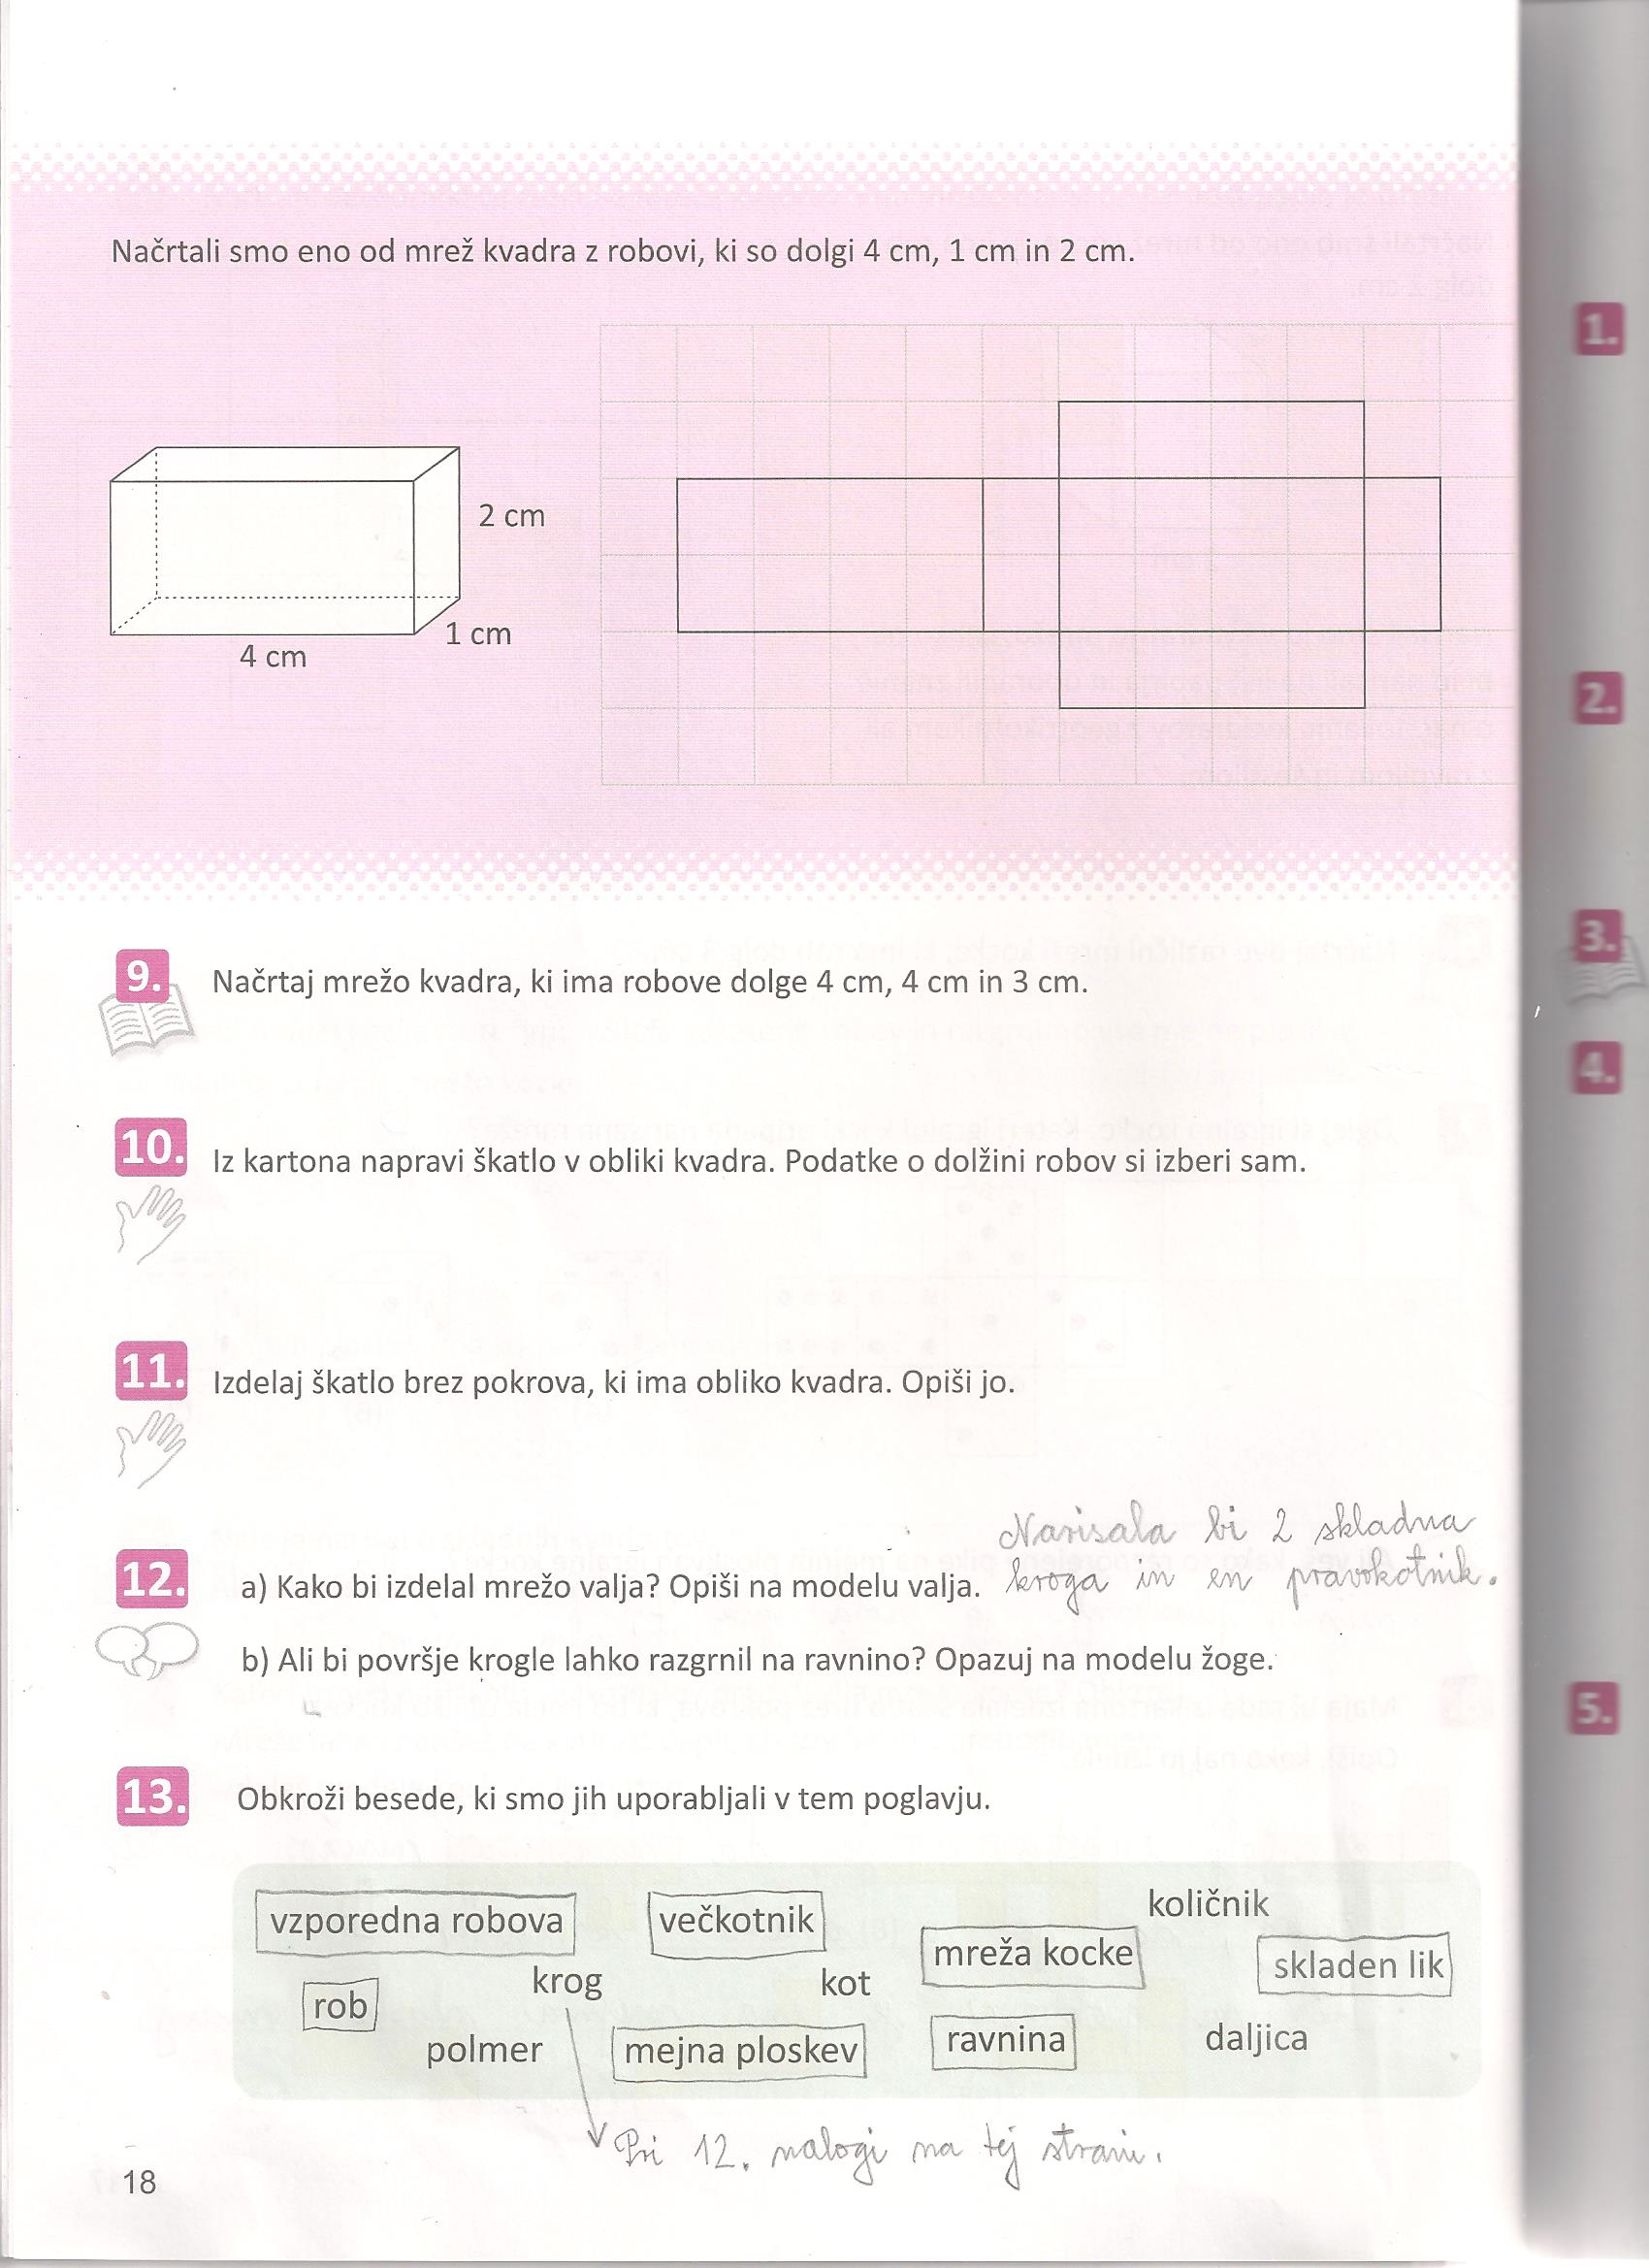 Načrtali smo eno od mrež kvadra z robovi, ki so dolgi 4 cm, 1 cm in 2 cm.
2 cm
1 cm
4 cm
9. Načrtaj mrežo kvadra, ki ima robove dolge 4 cm, 4 cm in 3 cm.
10. Iz kartona napravi škatlo v obliki kvadra. Podatke o dolžini robov si izberi sam.
11. Izdelaj škatlo brez pokrova, ki ima obliko kvadra. Opiši jo.
Narisala bi 2 skladna
12. a) Kako bi izdelal mrežo valja? Opiši na modelu valja. kroga in en pravokotnik.
b) Ali bi površje krogle lahko razgrnil na ravnino? Opazuj na modelu žoge.
13. Obkroži besede, ki smo jih uporabljali v tem poglavju.
količnik
vzporedna robova večkotnik
mreža kocke skladen lik
krog kot
rob
polmer mejna ploskev ravnina daljica
Pri 12. nalogi na tej strani.
18
1.
2.
3.
4.
5.